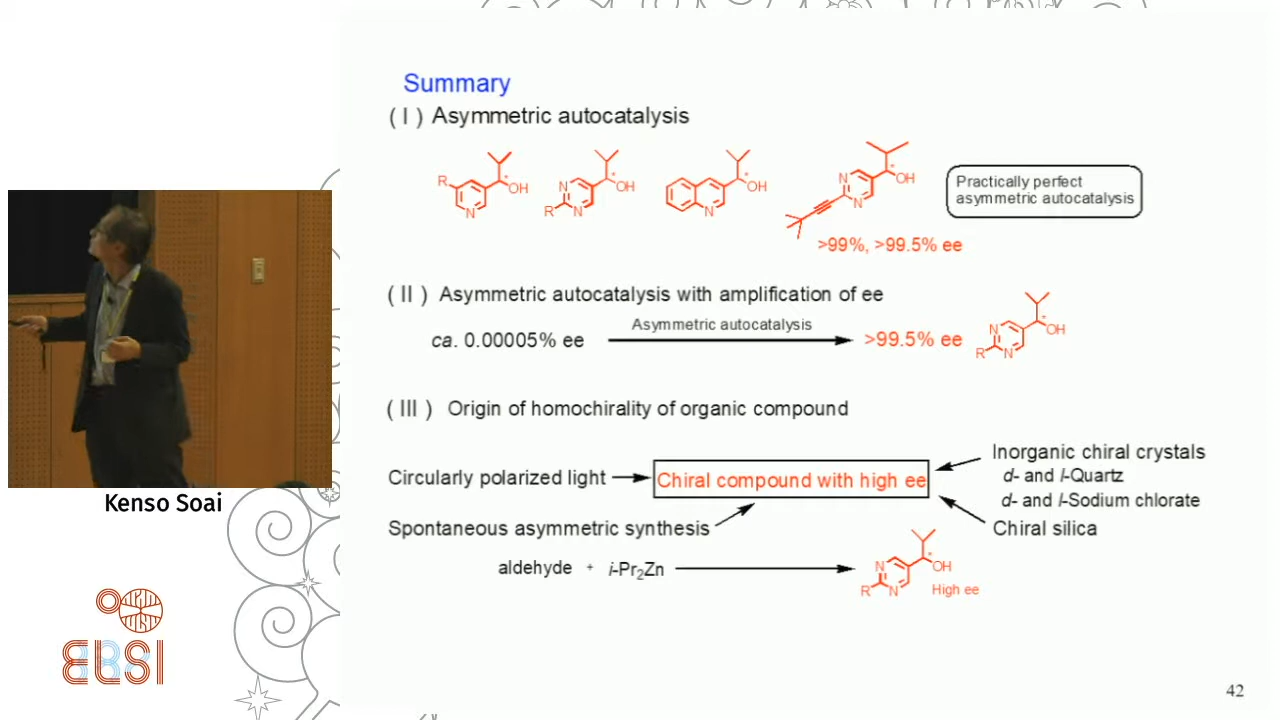 Summary
( I ) Asymmetric autocatalysis
R
*
OH
N
N
*
OH
R
N
*
OH
N
N
*
OH
N
Practically perfect
asymmetric autocatalysis
>99%, >99.5% ee
( II ) Asymmetric autocatalysis with amplification of ee
ca. 0.00005% ee
Asymmetric autocatalysis
>99.5% ee
N
*
OH
R
N
( III ) Origin of homochirality of organic compound
Circularly polarized light
Chiral compound with high ee
Inorganic chiral crystals
d- and l-Quartz
d- and l-Sodium chlorate
Chiral silica
Spontaneous asymmetric synthesis
aldehyde + i-Pr2Zn
N
*
OH
R
N
High ee
42
Kenso Soai
ELSI